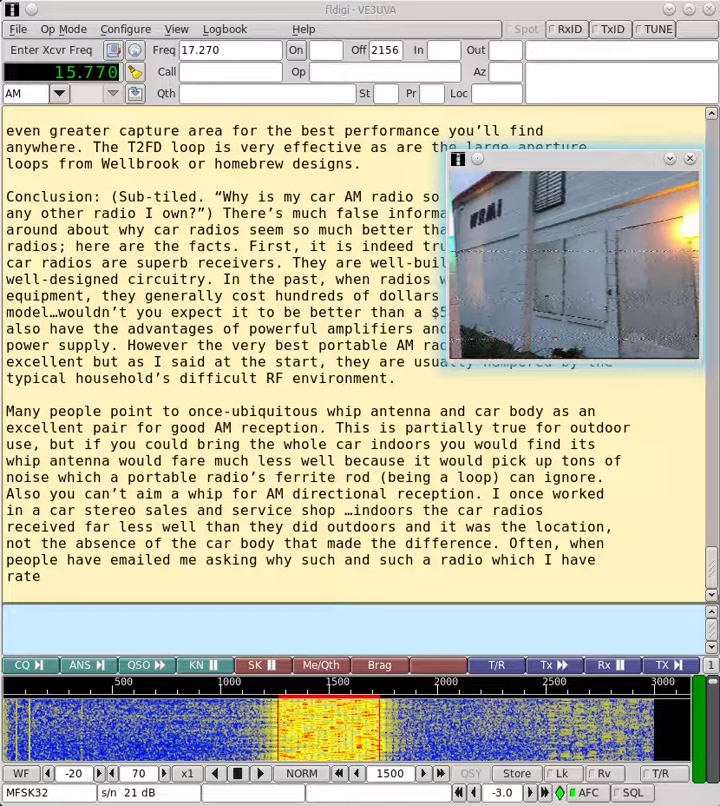 fldigi - VE3UVA
File Op Mode Configure View Logbook Help Spot RxID TxID TUNE
Enter Xcvr Freq Freq 17.270 On Off 2156 In Out
15.770 Call Op Az
AM Qth St Pr Loc
even greater capture area for the best performance you’ll find
anywhere. The T2FD loop is very effective as are the large aperture
loops from Wellbrook or homebrew designs.
Conclusion: (Sub-tiled. “Why is my car AM radio so
any other radio I own?”) There’s much false informa
around about why car radios seem so much better tha
radios; here are the facts. First, it is indeed tru
car radios are superb receivers. They are well-buil
well-designed circuitry. In the past, when radios w
equipment, they generally cost hundreds of dollars
model…wouldn’t you expect it to be better than a $5
also have the advantages of powerful amplifiers and
power supply. However the very best portable AM ra
excellent but as I said at the start, they are usually hampered by the
typical household’s difficult RF environment.
WRMI
Many people point to once-ubiquitous whip antenna and car body as an
excellent pair for good AM reception. This is partially true for outdoor
use, but if you could bring the whole car indoors you would find its
whip antenna would fare much less well because it would pick up tons of
noise which a portable radio’s ferrite rod (being a loop) can ignore.
Also you can’t aim a whip for AM directional reception. I once worked
in a car stereo sales and service shop …indoors the car radios
received far less well than they did outdoors and it was the location,
not the absence of the car body that made the difference. Often, when
people have emailed me asking why such and such a radio which I have
rate
CQ ANS QSO KN SK Me/Qth Brag T/R Tx Rx TX 1
500 1000 1500 2000 2500 3000
WF -20 70 x1 NORM 1500 QSY Store Lk Rv T/R
MFSK32 s/n 21 dB -3.0 AFC SQL